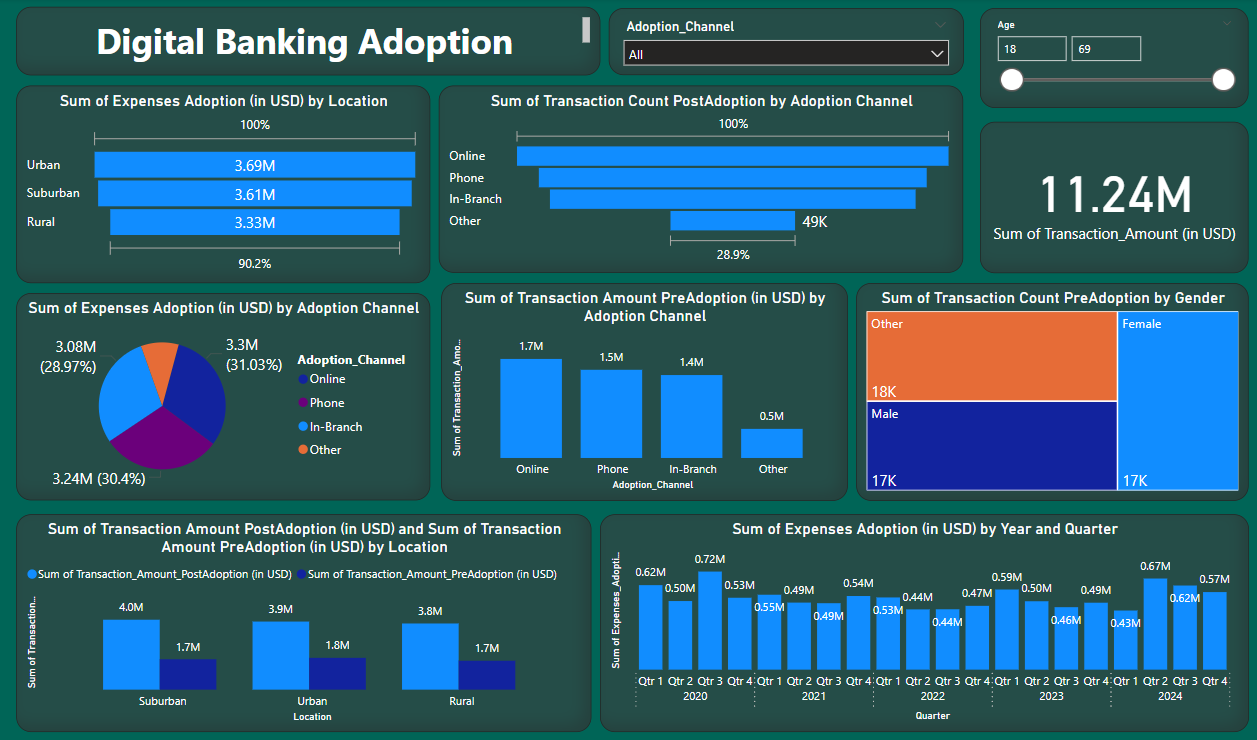 Digital Banking Adoption
Adoption_Channel
All
Age
18
69
Sum of Expenses Adoption (in USD) by Location
100%
Urban
3.69M
Suburban
3.61M
Rural
3.33M
90.2%
Sum of Transaction Count PostAdoption by Adoption Channel
100%
Online
Phone
In-Branch
Other
49K
28.9%
11.24M
Sum of Transaction_Amount (in USD)
Sum of Expenses Adoption (in USD) by Adoption Channel
3.08M
(28.97%)
3.3M
(31.03%)
3.24M (30.4%)
Adoption_Channel
Online
Phone
In-Branch
Other
Sum of Transaction Amount PreAdoption (in USD) by
Adoption Channel
Sum of Transaction_Amo...
1.7M
1.5M
1.4M
0.5M
Online
Phone
In-Branch
Other
Adoption_Channel
Sum of Transaction Count PreAdoption by Gender
Other
18K
Male
17K
Female
17K
Sum of Transaction Amount PostAdoption (in USD) and Sum of Transaction
Amount PreAdoption (in USD) by Location
Sum of Transaction_Amount_PostAdoption (in USD)
Sum of Transaction_Amount_PreAdoption (in USD)
Sum of Transaction...
4.0M
1.7M
3.9M
1.8M
3.8M
1.7M
Suburban
Urban
Rural
Location
Sum of Expenses Adoption (in USD) by Year and Quarter
Sum of Expenses_Adopti...
0.62M
0.50M
0.72M
0.53M
0.55M
0.49M
0.49M
0.54M
0.53M
0.44M
0.44M
0.47M
0.59M
0.50M
0.46M
0.49M
0.43M
0.67M
0.62M
0.57M
Qtr 1 Qtr 2 Qtr 3 Qtr 4 Qtr 1 Qtr 2 Qtr 3 Qtr 4 Qtr 1 Qtr 2 Qtr 3 Qtr 4 Qtr 1 Qtr 2 Qtr 3 Qtr 4 Qtr 1 Qtr 2 Qtr 3 Qtr 4
2020 2021 2022 2023 2024
Quarter